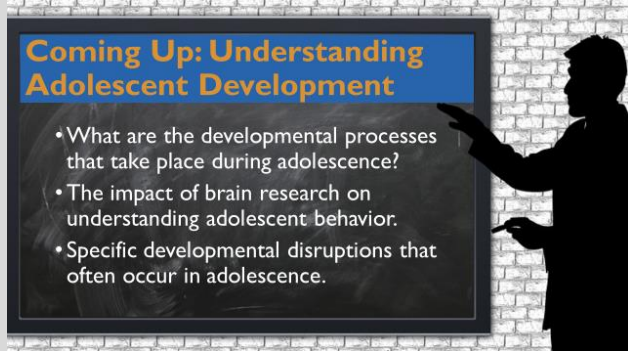 Coming Up: Understanding
Adolescent Development
•What are the developmental processes
that take place during adolescence?
•The impact of brain research on
understanding adolescent behavior.
•Specific developmental disruptions that
often occur in adolescence.